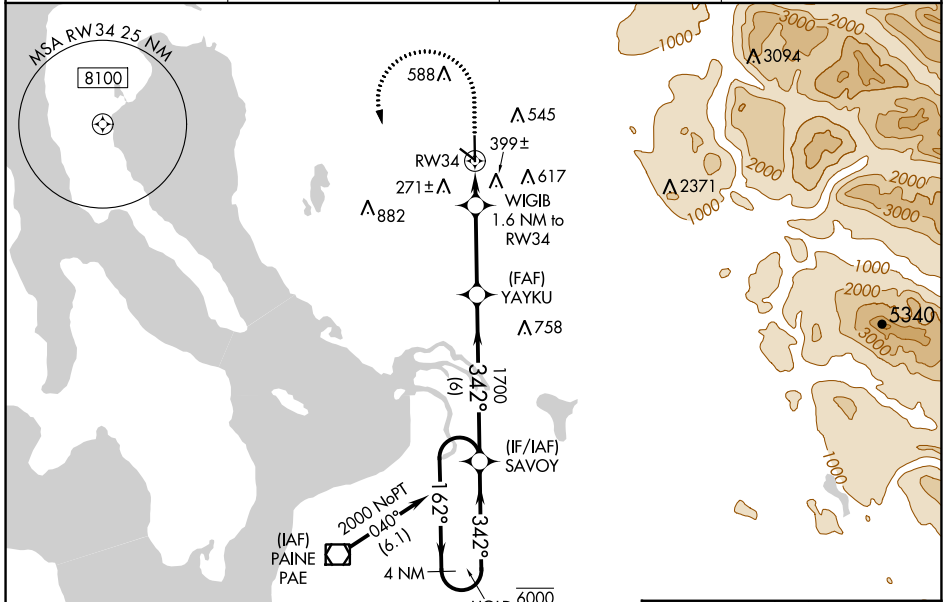 MSA RW34 25 NM
8100
588
545
399±
RW34
271±
617
882
WIGIB
1.6 NM to
RW34
(FAF)
YAYKU
758
342°
1700
(6)
(IF/IAF)
SAVOY
2000 NoPT
040°
(6.1)
162°
342°
(IAF)
PAINE
PAE
4 NM
6000
1000
3000
2000
3094
2000
2371
1000
2000
3000
1000
2000
5340
3000
1000